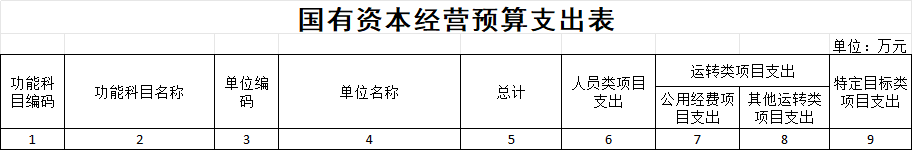 国有资本经营预算支出表
单位：万元
功能科
目编码
功能科目名称
单位编
码
单位名称
总计
人员类项目
支出
运转类项目支出
公用经费项
目支出
其他运转类
项目支出
特定目标类
项目支出
1 2 3 4 5 6 7 8 9